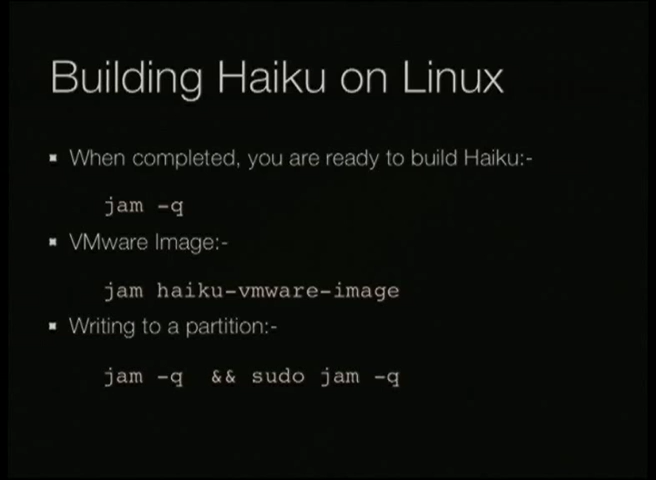 Building Haiku on Linux
When completed, you are ready to build Haiku:-
jam -q
VMware Image:-
jam haiku-vmware-image
Writing to a partition:-
jam -q && sudo jam -q